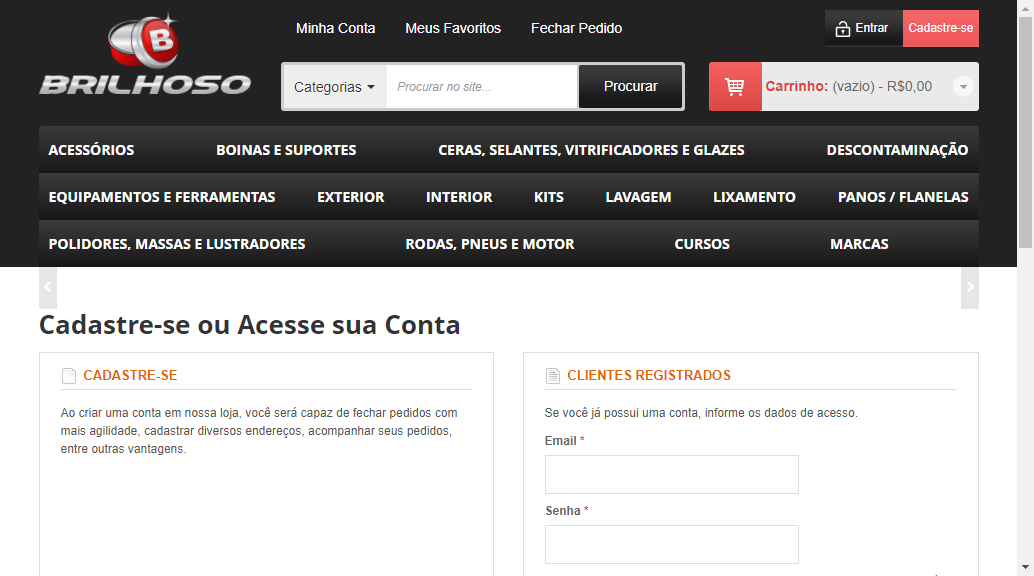 Minha Conta
Meus Favoritos
Fechar Pedido
Entrar
Cadastre-se
B
BRILHOSO
Categorias
Procurar no site...
Procurar
Carrinho: (vazio) - R$0,00
ACESSÓRIOS
BOINAS E SUPORTES
CERAS, SELANTES, VITRIFICADORES E GLAZES
DESCONTAMINAÇÃO
EQUIPAMENTOS E FERRAMENTAS
EXTERIOR
INTERIOR
KITS
LAVAGEM
LIXAMENTO
PANOS / FLANELAS
POLIDORES, MASSAS E LUSTRADORES
RODAS, PNEUS E MOTOR
CURSOS
MARCAS
Cadastre-se ou Acesse sua Conta
CADASTRE-SE
Ao criar uma conta em nossa loja, você será capaz de fechar pedidos com
mais agilidade, cadastrar diversos endereços, acompanhar seus pedidos,
entre outras vantagens.
CLIENTES REGISTRADOS
Se você já possui uma conta, informe os dados de acesso.
Email *
Senha *